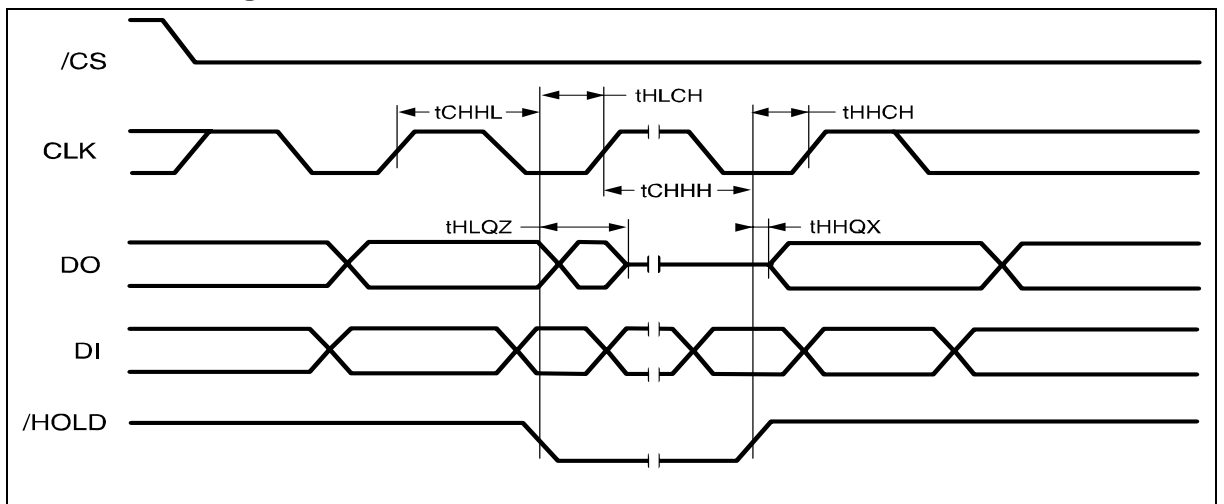 /CS
tHLCH
tCHHL
tHHCH
CLK
tCHHH
tHLQZ
tHHQX
DO
DI
/HOLD